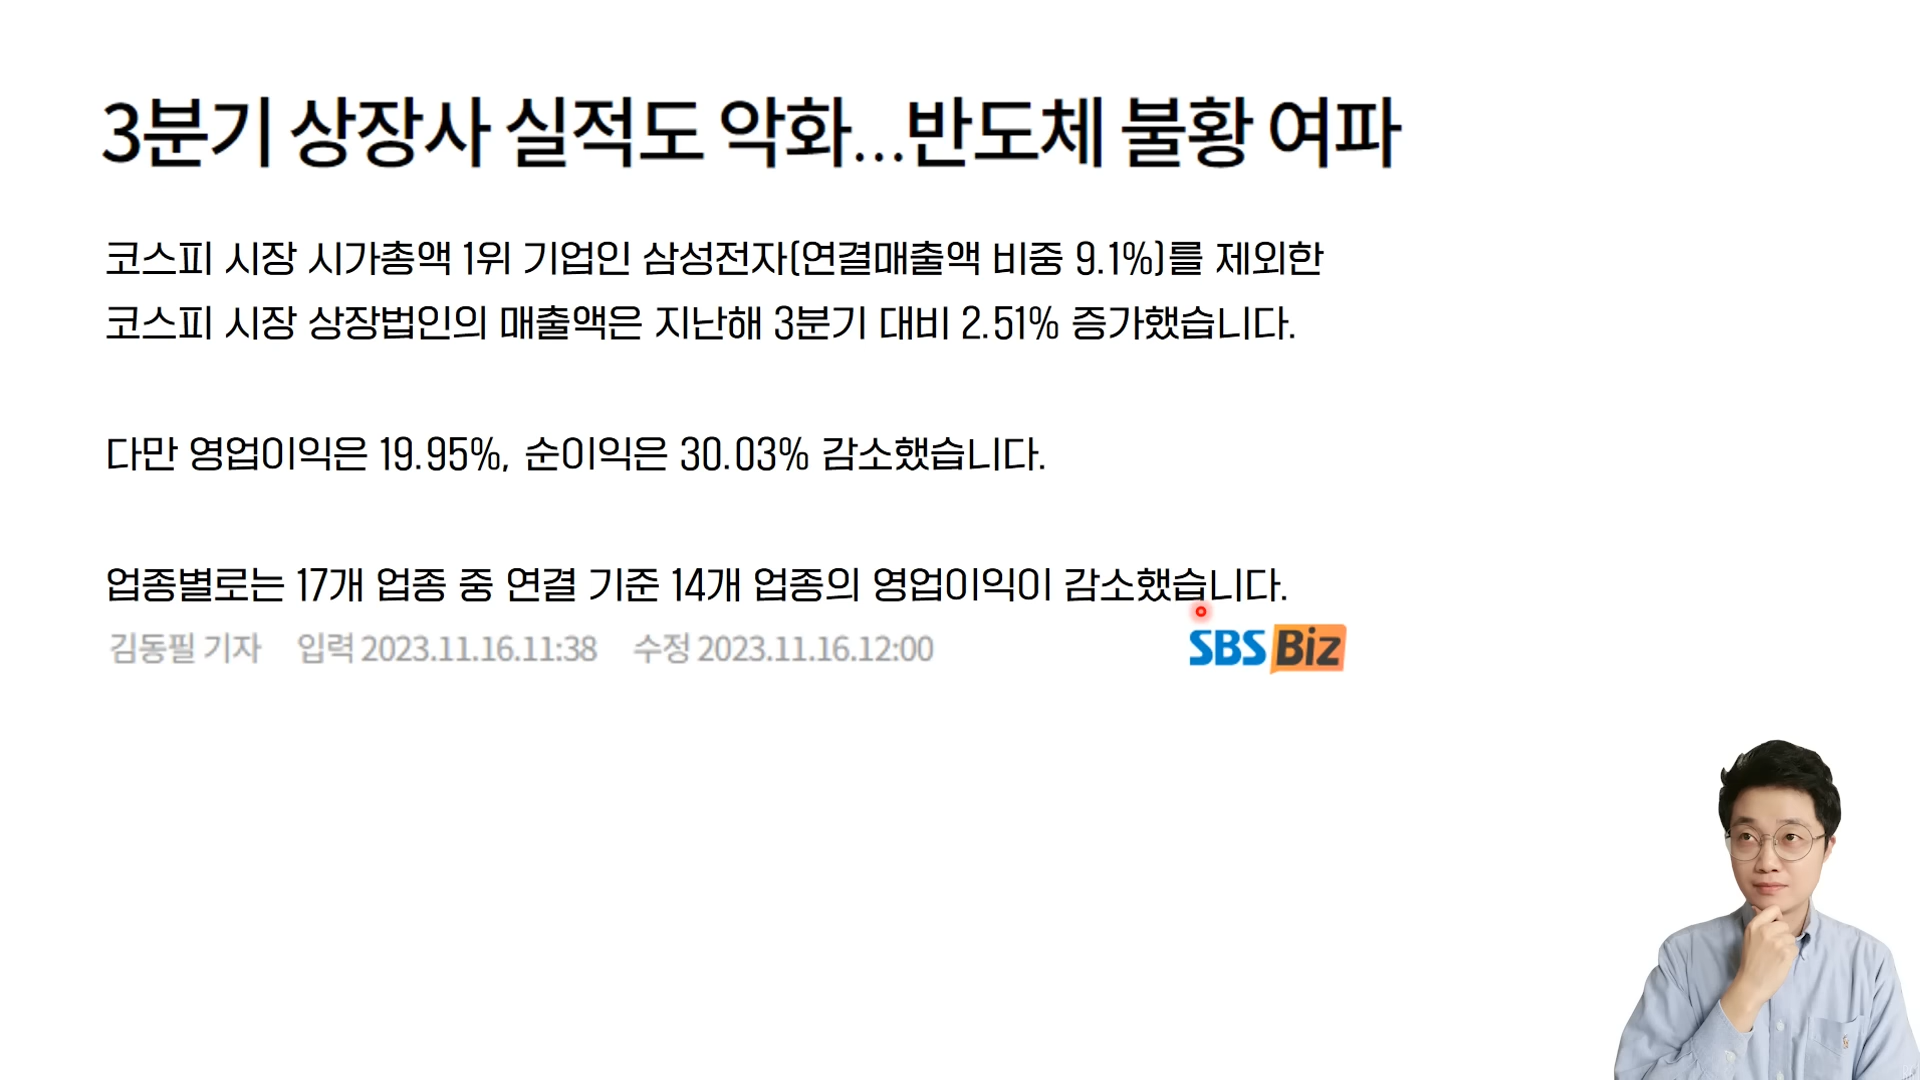 3분기 상장사 실적도 악화...반도체 불황 여파
코스피 시장 시가총액 1위 기업인 삼성전자(연결매출액 비중 9.1%)를 제외한
코스피 시장 상장법인의 매출액은 지난해 3분기 대비 2.51% 증가했습니다.
다만 영업이익은 19.95%, 순이익은 30.03% 감소했습니다.
업종별로는 17개 업종 중 연결 기준 14개 업종의 영업이익이 감소했습니다.
김동필 기자 입력 2023.11.16.11:38 수정 2023.11.16.12:00 SBS Biz